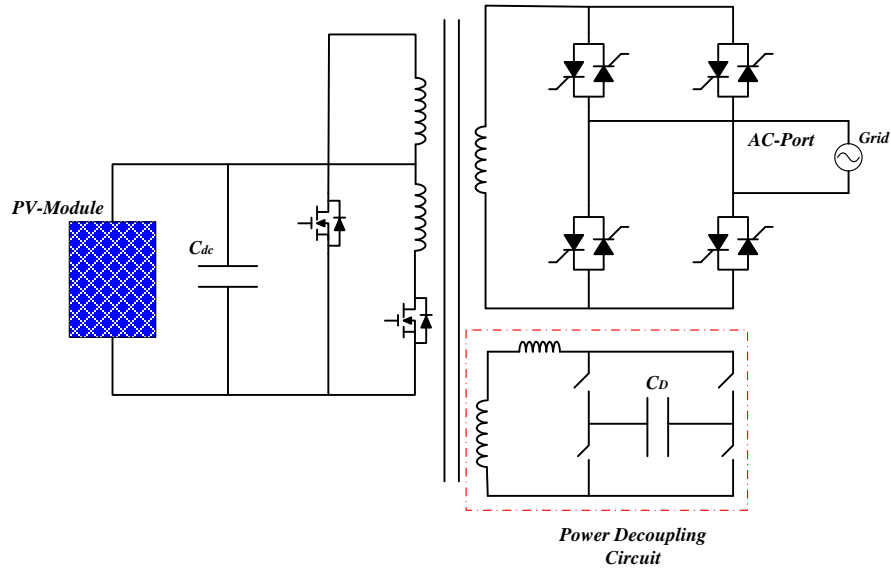 AC-Port
Grid
PV-Module
Cdc
CD
Power Decoupling
Circuit